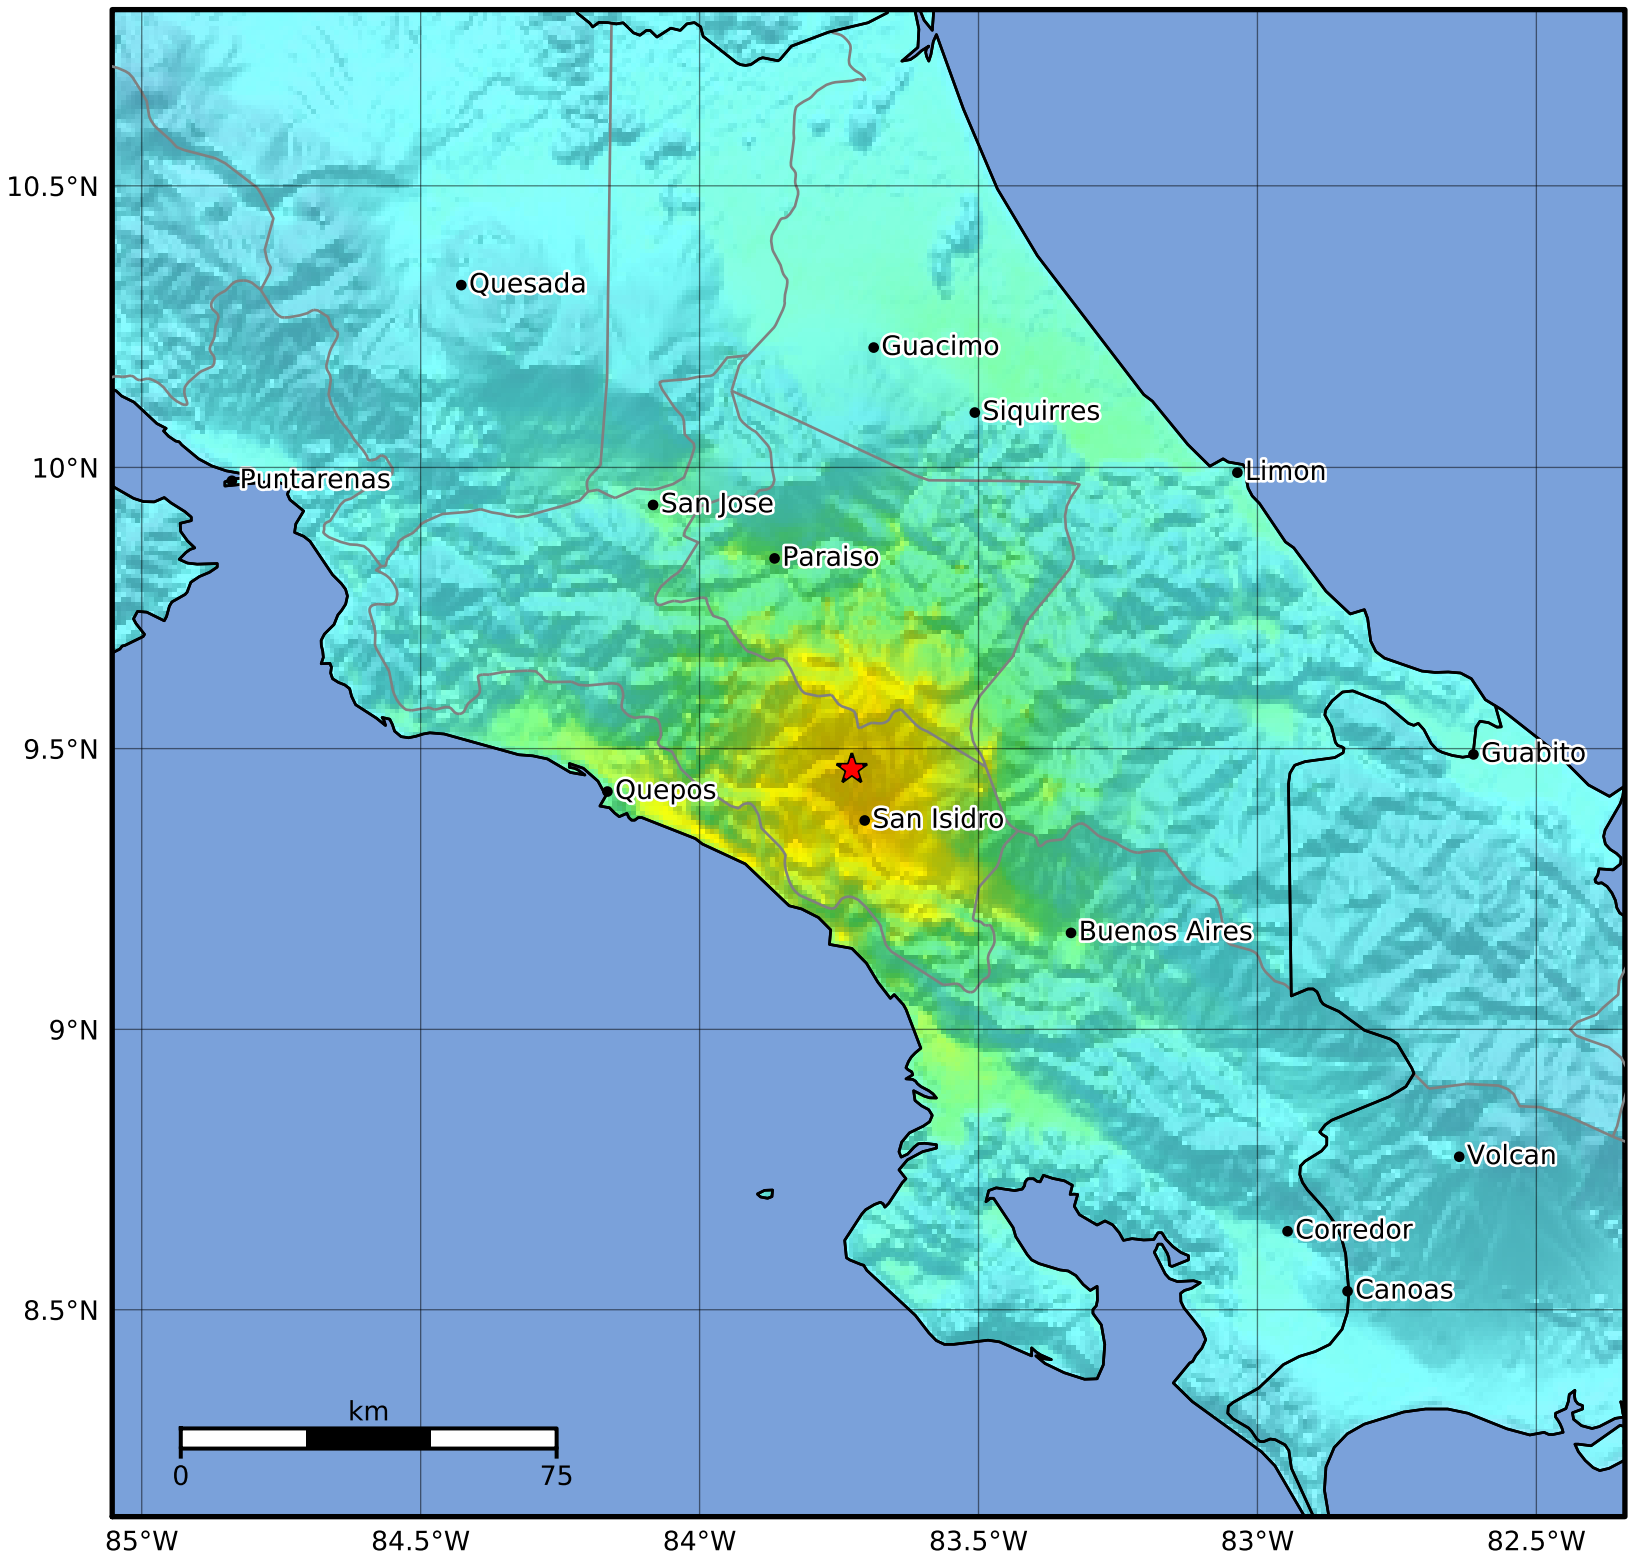 10.5°N
Quesada
Guacimo
Siquirres
10°N
Puntarenas
Limon
San Jose
Paraiso
9.5°N
Guabito
Quepos
San Isidro
Buenos Aires
9°N
Volcan
Corredor
Canoas
8.5°N
km
0 75
85°W 84.5°W 84°W 83.5°W 83°W 82.5°W